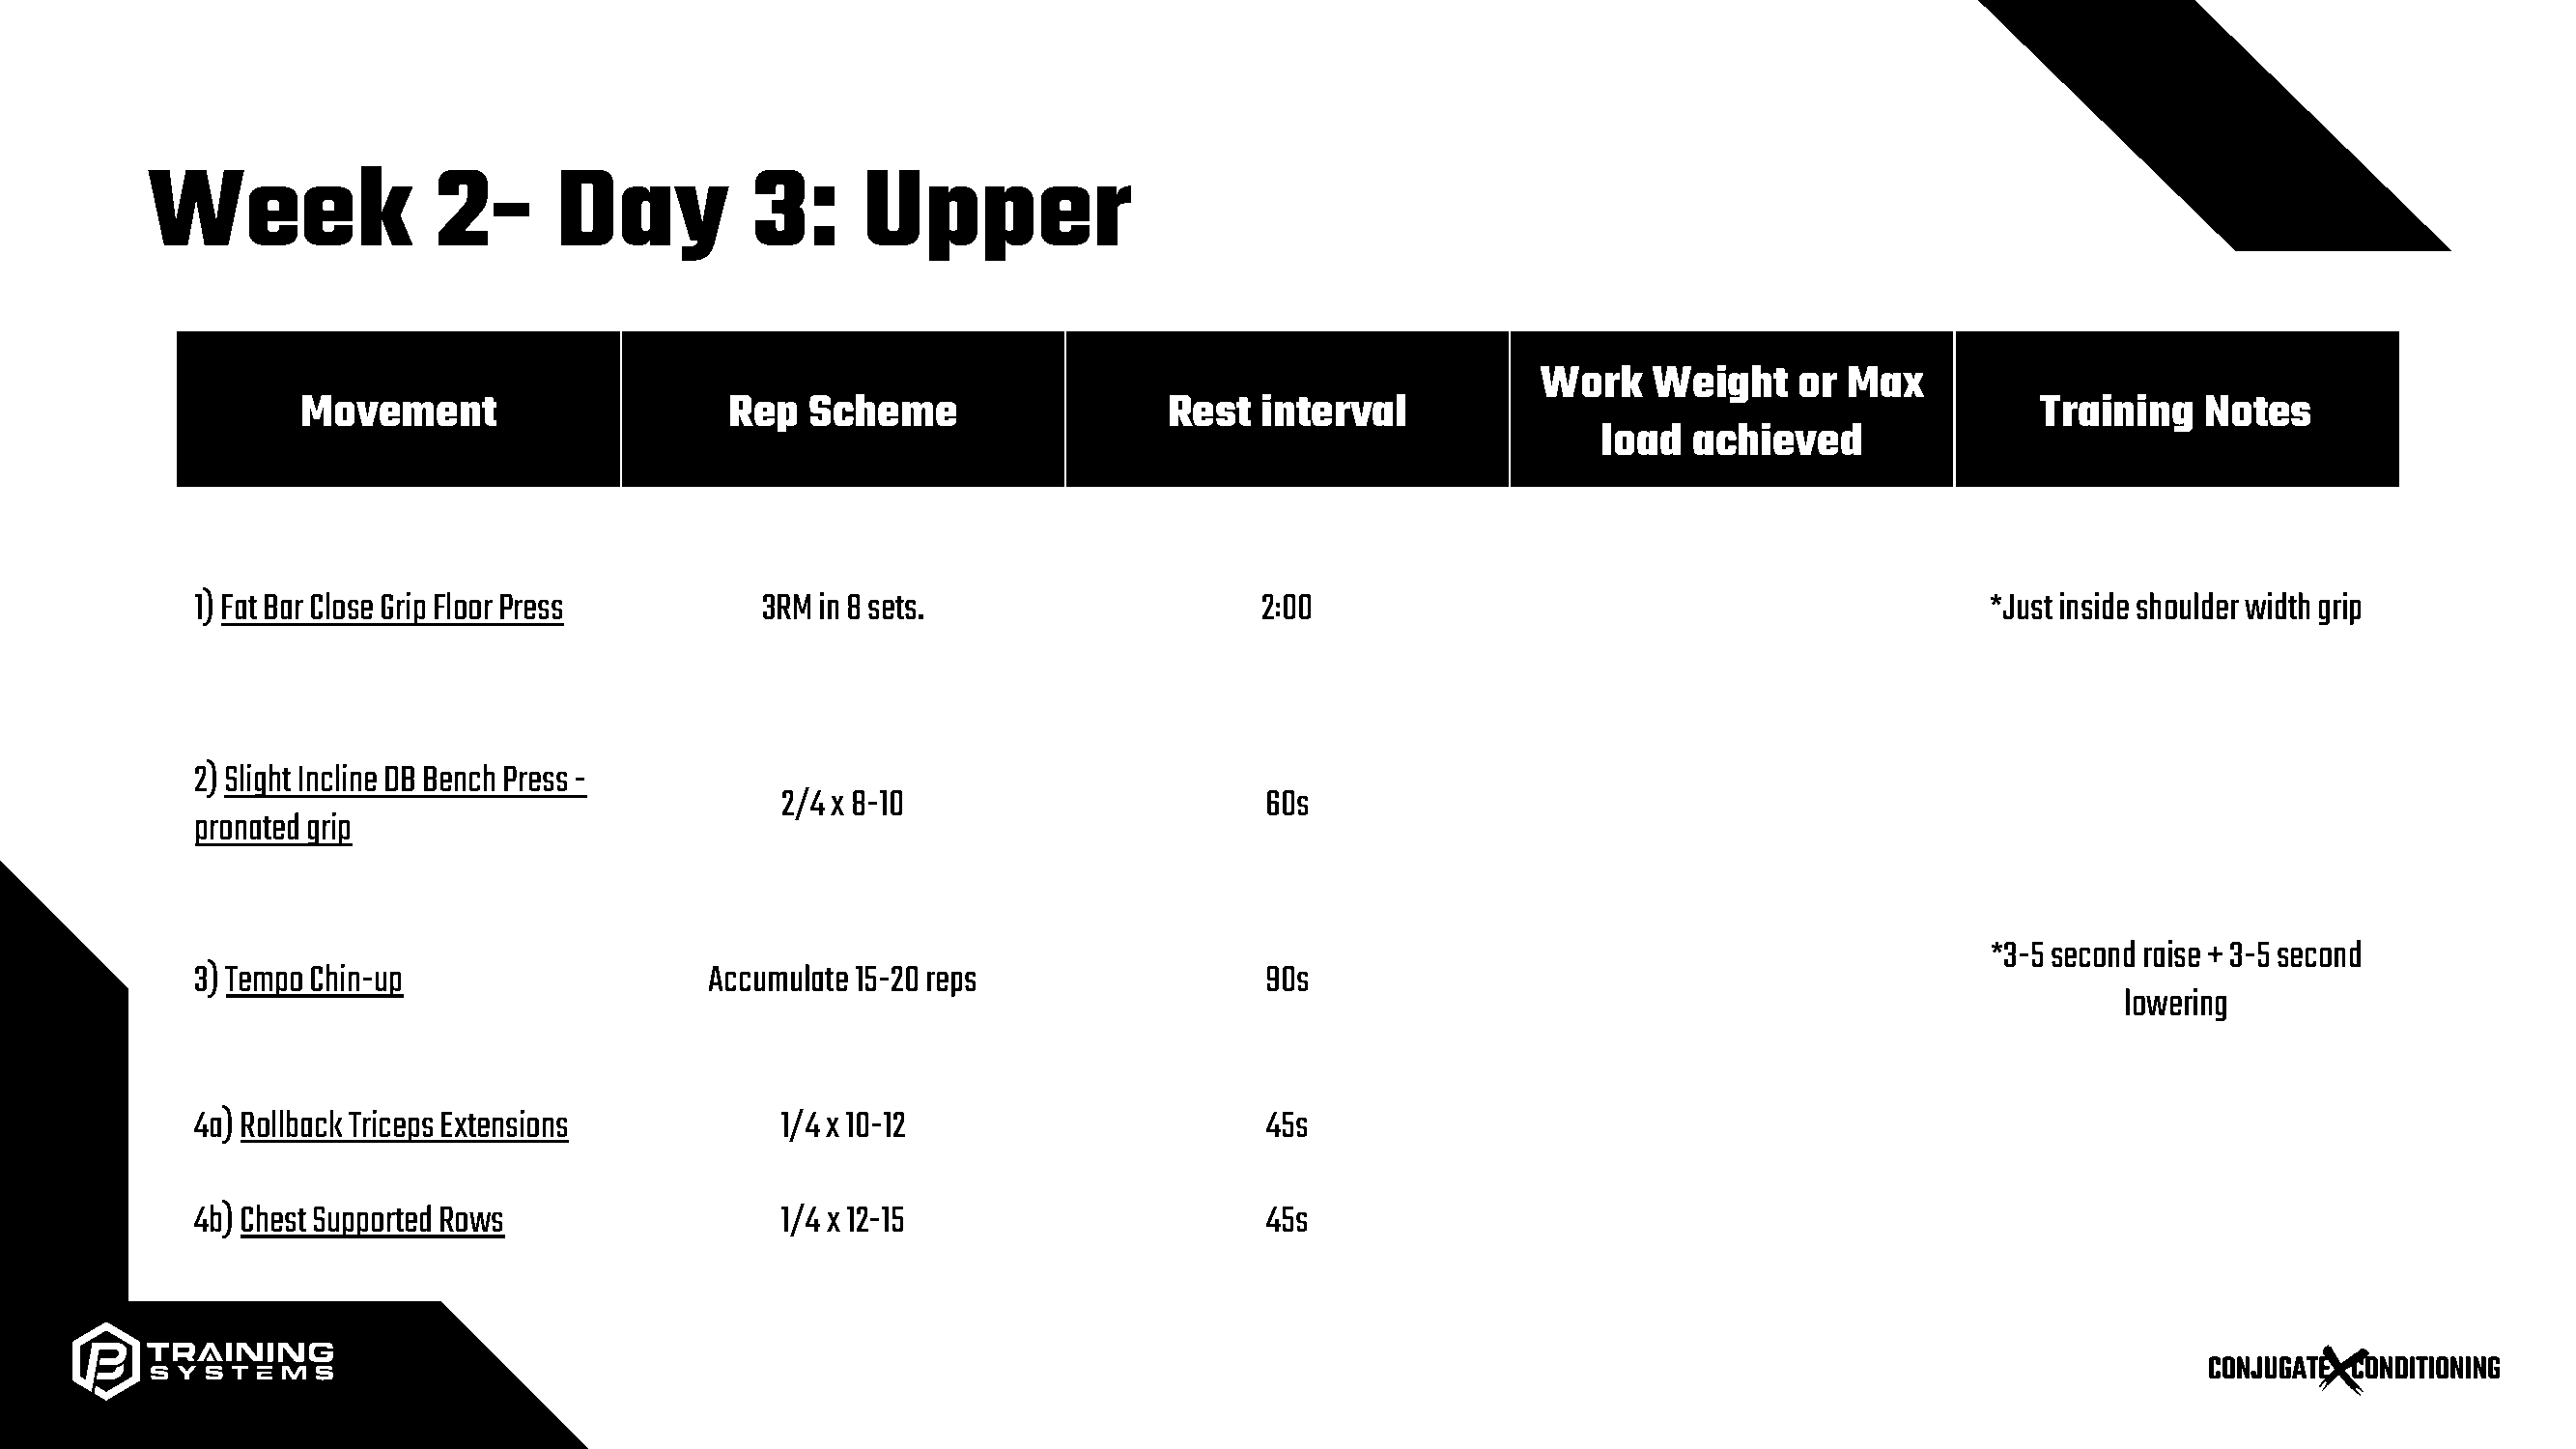 Week 2- Day 3: Upper
Movement
Rep Scheme
Rest interval
Work Weight or Max
load achieved
Training Notes
1) Fat Bar Close Grip Floor Press
3RM in 8 sets.
2:00
*Just inside shoulder width grip
2) Slight Incline DB Bench Press -
pronated grip
2/4 x 8-10
60s
3) Tempo Chin-up
Accumulate 15-20 reps
90s
*3-5 second raise + 3-5 second
lowering
4a) Rollback Triceps Extensions
1/4 x 10-12
45s
4b) Chest Supported Rows
1/4 x 12-15
45s
TRAINING
SYSTEMS
CONJUGATE X CONDITIONING